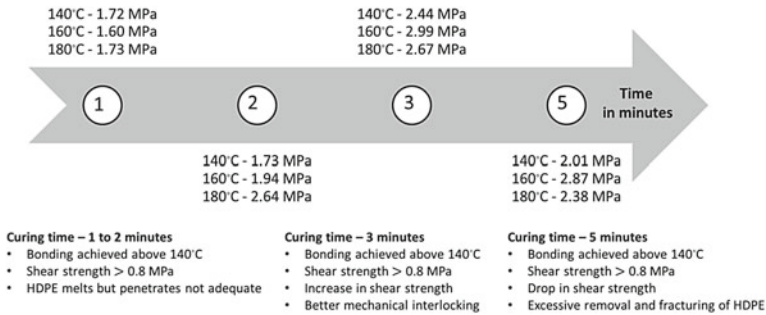 140°C - 1.72 MPa
160°C - 1.60 MPa
180°C - 1.73 MPa
140°C - 2.44 MPa
160°C - 2.99 MPa
180°C - 2.67 MPa
1
2
3
5
Time
in minutes
140°C - 1.73 MPa
160°C - 1.94 MPa
180°C - 2.64 MPa
140°C - 2.01 MPa
160°C - 2.87 MPa
180°C - 2.38 MPa
Curing time – 1 to 2 minutes
• Bonding achieved above 140°C
• Shear strength > 0.8 MPa
• HDPE melts but penetrates not adequate
Curing time – 3 minutes
• Bonding achieved above 140°C
• Shear strength > 0.8 MPa
• Increase in shear strength
• Better mechanical interlocking
Curing time – 5 minutes
• Bonding achieved above 140°C
• Shear strength > 0.8 MPa
• Drop in shear strength
• Excessive removal and fracturing of HDPE